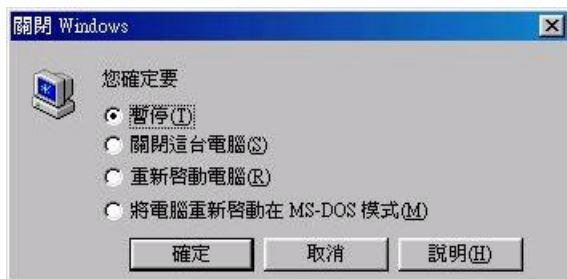 關閉 Windows
您確定要
暫停(T)
關閉這台電腦(S)
重新啟動電腦(R)
將電腦重新啟動在 MS-DOS 模式(M)
確定 取消 說明(H)